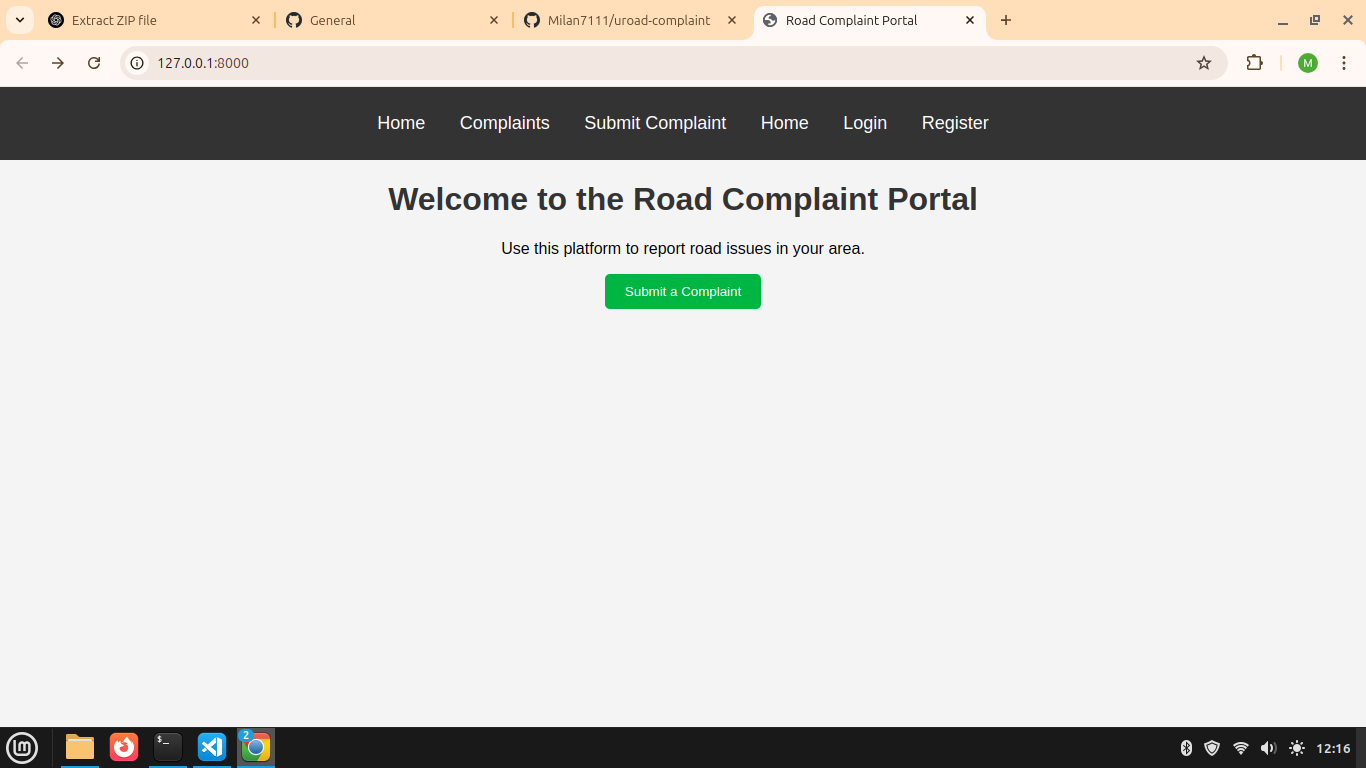 Extract ZIP file
General
Milan7111/uroad-complaint
Road Complaint Portal
127.0.0.1:8000
M
Home Complaints Submit Complaint Home Login Register
Welcome to the Road Complaint Portal
Use this platform to report road issues in your area.
Submit a Complaint
$_
2
12:16